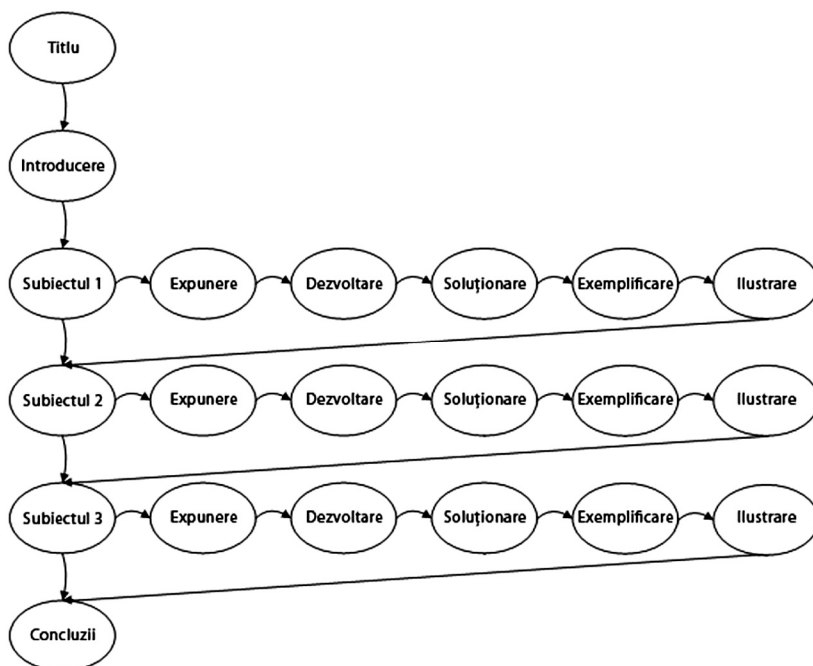 Titlu
Introducere
Subiectul 1
Expunere
Dezvoltare
Soluționare
Exemplificare
Ilustrare
Subiectul 2
Expunere
Dezvoltare
Soluționare
Exemplificare
Ilustrare
Subiectul 3
Expunere
Dezvoltare
Soluționare
Exemplificare
Ilustrare
Concluzii